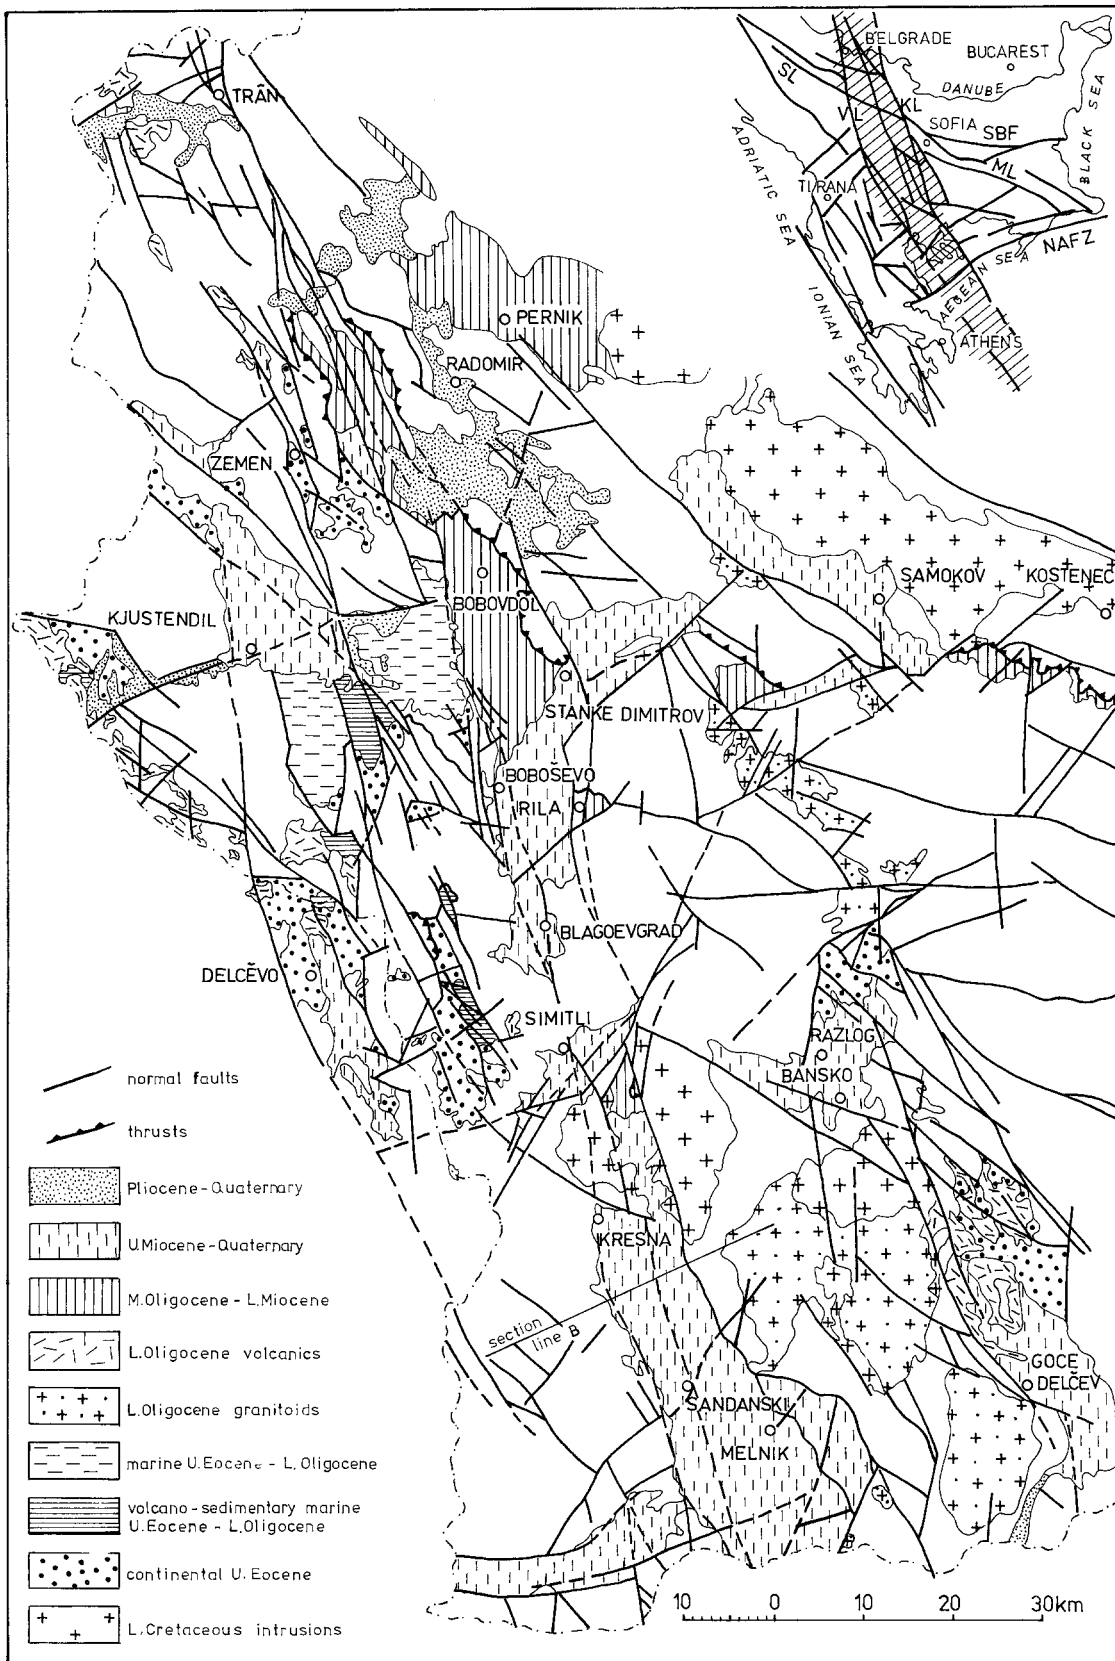 BELGRADE
BUCAREST
SL
DANUBE
VL
KL
SOFIA
SBF
BLACK SEA
ADRIATIC SEA
TIRANA
ML
NAFZ
AEGEAN SEA
IONIAN SEA
ATHENS
TRÂN
PERNIK
RADOMIR
ZEMEN
SAMOKOV
KOSTENEC
KJUSTENDIL
BOBOVDOL
STANKE DIMITROV
BOBOŠEVO
RILA
BLAGOEVGRAD
DELCĚVO
SIMITLI
RAZLOG
BANSKO
KRESNA
section
line B
GOCE
DELČEV
SANDANSKI
MELNIK
normal faults
thrusts
Pliocene-Quaternary
U.Miocene-Quaternary
M.Oligocene - L.Miocene
L.Oligocene volcanics
L.Oligocene granitoids
marine U.Eocene - L.Oligocene
volcano-sedimentary marine
U.Eocene - L.Oligocene
continental U.Eocene
L.Cretaceous intrusions
10 0 10 20 30km